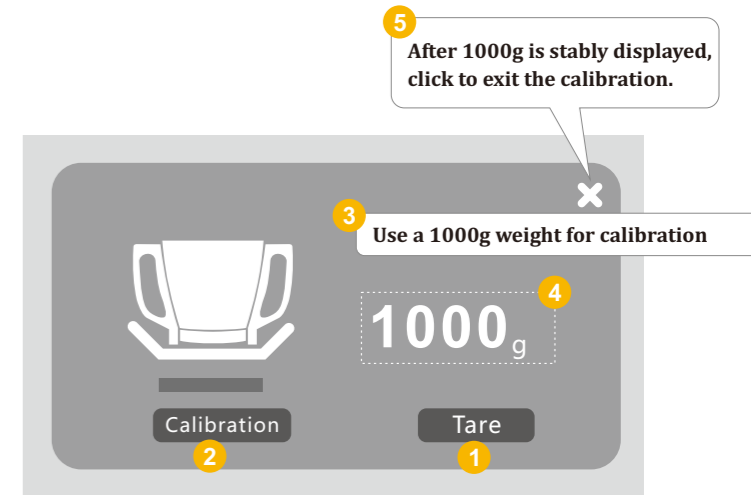 5
After 1000g is stably displayed,
click to exit the calibration.
3
Use a 1000g weight for calibration
4
1000g
Calibration
Tare
2
1